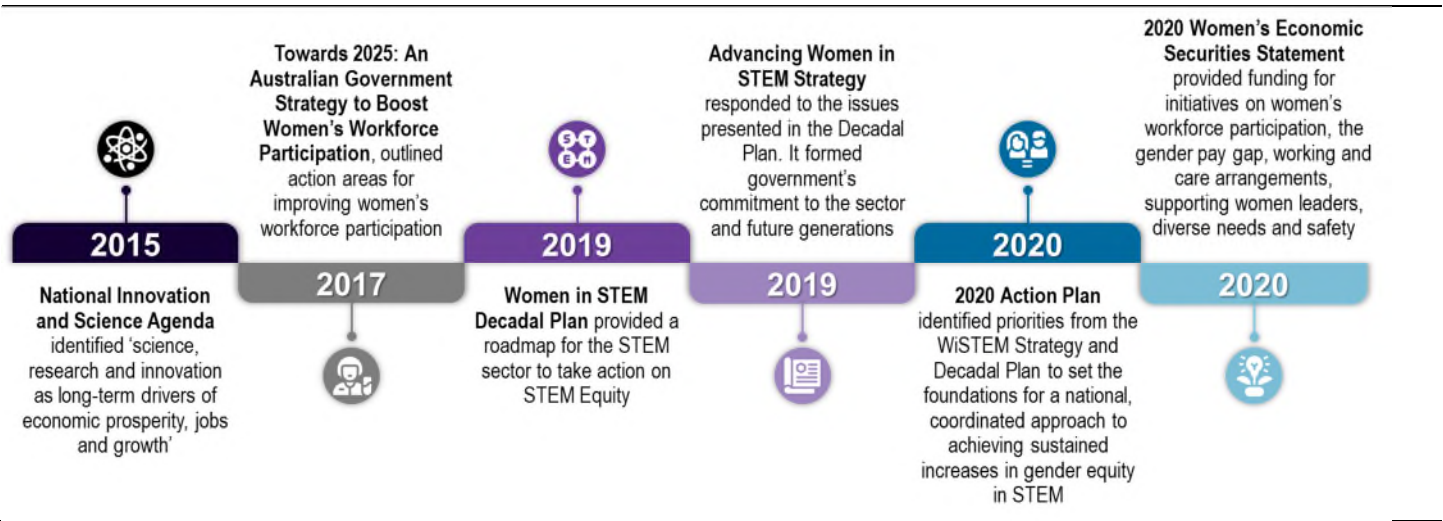 2015
National Innovation
and Science Agenda
identified ‘science,
research and innovation
as long-term drivers of
economic prosperity, jobs
and growth’
Towards 2025: An
Australian Government
Strategy to Boost
Women’s Workforce
Participation, outlined
action areas for
improving women’s
workforce participation
2017
S T
E M
2019
Women in STEM
Decadal Plan provided a
roadmap for the STEM
sector to take action on
STEM Equity
Advancing Women in
STEM Strategy
responded to the issues
presented in the Decadal
Plan. It formed
government’s
commitment to the sector
and future generations
2019
2020
2020 Action Plan
identified priorities from the
WiSTEM Strategy and
Decadal Plan to set the
foundations for a national,
coordinated approach to
achieving sustained
increases in gender equity
in STEM
2020 Women’s Economic
Securities Statement
provided funding for
initiatives on women’s
workforce participation, the
gender pay gap, working and
care arrangements,
supporting women leaders,
diverse needs and safety
2020